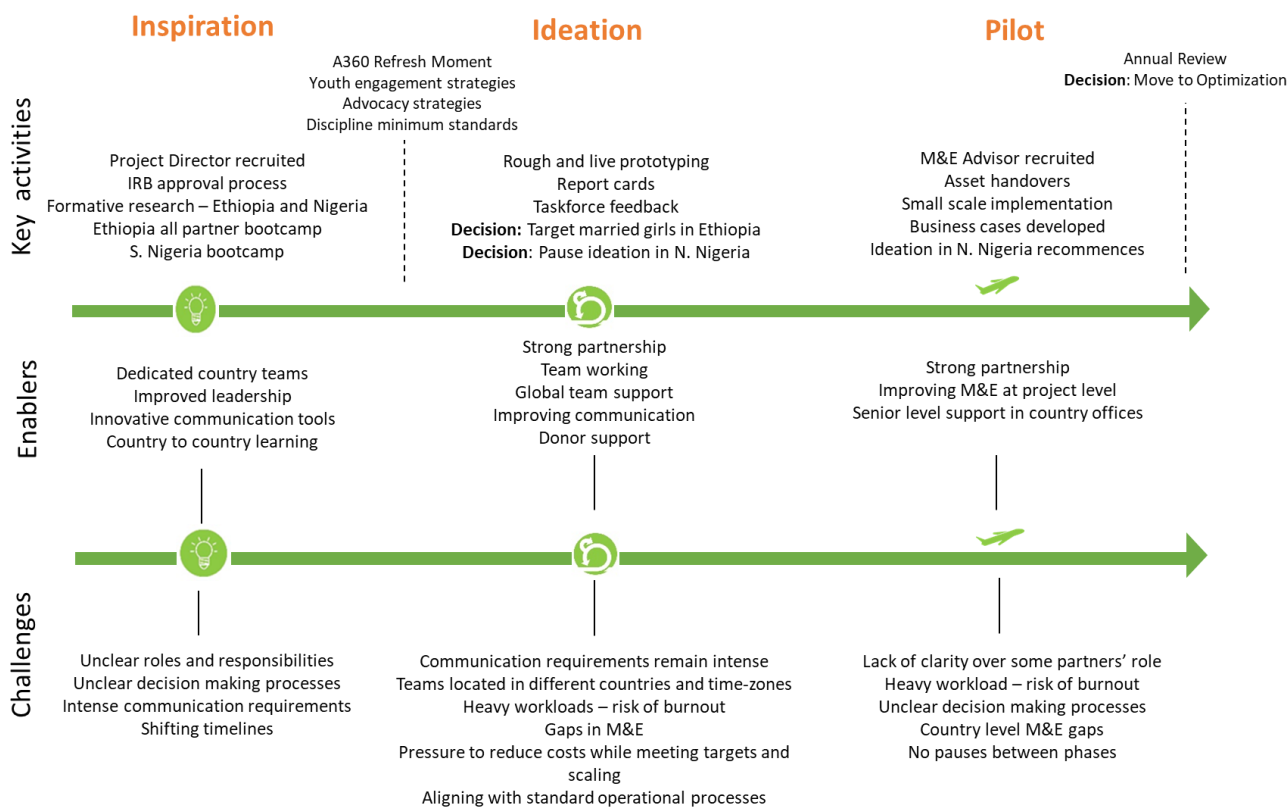 Inspiration
Ideation
Pilot
Key activities
A360 Refresh Moment
Youth engagement strategies
Advocacy strategies
Discipline minimum standards
Annual Review
Decision: Move to Optimization
Project Director recruited
IRB approval process
Formative research – Ethiopia and Nigeria
Ethiopia all partner bootcamp
S. Nigeria bootcamp
Rough and live prototyping
Report cards
Taskforce feedback
Decision: Target married girls in Ethiopia
Decision: Pause ideation in N. Nigeria
M&E Advisor recruited
Asset handovers
Small scale implementation
Business cases developed
Ideation in N. Nigeria recommences
Enablers
Dedicated country teams
Improved leadership
Innovative communication tools
Country to country learning
Strong partnership
Team working
Global team support
Improving communication
Donor support
Strong partnership
Improving M&E at project level
Senior level support in country offices
Challenges
Unclear roles and responsibilities
Unclear decision making processes
Intense communication requirements
Shifting timelines
Communication requirements remain intense
Teams located in different countries and time-zones
Heavy workloads – risk of burnout
Gaps in M&E
Pressure to reduce costs while meeting targets and
scaling
Aligning with standard operational processes
Lack of clarity over some partners’ role
Heavy workload – risk of burnout
Unclear decision making processes
Country level M&E gaps
No pauses between phases